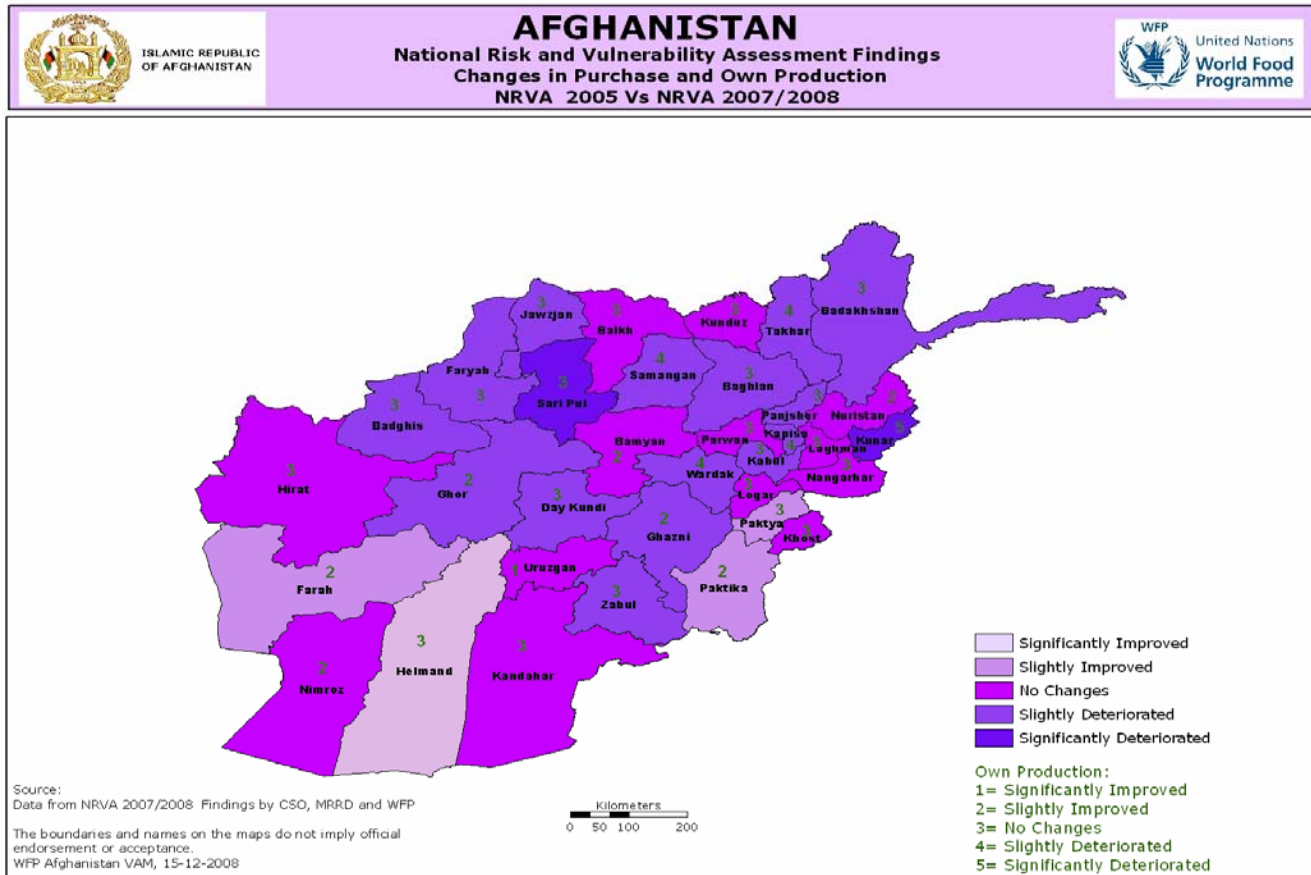 AFGHANISTAN
National Risk and Vulnerability Assessment Findings
Changes in Purchase and Own Production
NRVA 2005 Vs NRVA 2007/2008
ISLAMIC REPUBLIC
OF AFGHANISTAN
WFP
United Nations
World Food
Programme
3
Badakhshan
3
Jawzjan
Balkh
Kunduz
4
Takhar
Faryab
3
4
Samangan
3
Baghlan
3
Sari Pul
3
Badghis
3
Panjsher
Nuristan
Kapisa
4
Kunar
5
Bamyan
2
Parwan
Laghman
3
Kabul
3
Nangarhar
4
Wardak
3
Hirat
2
Ghor
3
Day Kundi
3
Logar
3
Paktya
3
Khost
2
Ghazni
2
Farah
1
Uruzgan
3
Zabul
2
Paktika
3
Helmand
3
Kandahar
2
Nimroz
Significantly Improved
Slightly Improved
No Changes
Slightly Deteriorated
Significantly Deteriorated
Own Production:
1= Significantly Improved
2= Slightly Improved
3= No Changes
4= Slightly Deteriorated
5= Significantly Deteriorated
Kilometers
0 50 100 200
Source:
Data from NRVA 2007/2008 Findings by CSO, MRRD and WFP
The boundaries and names on the maps do not imply official
endorsement or acceptance.
WFP Afghanistan VAM, 15-12-2008